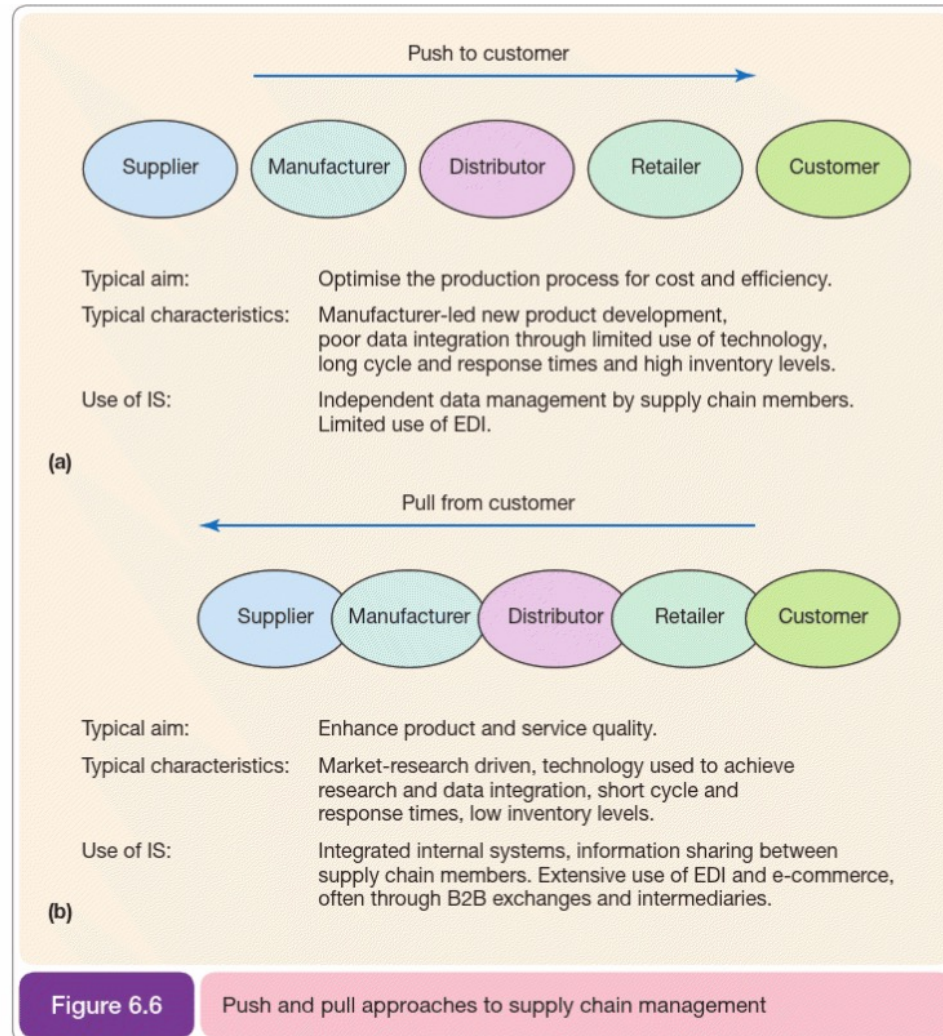 Push to customer
Supplier
Manufacturer
Distributor
Retailer
Customer
Typical aim:
Optimise the production process for cost and efficiency.
Typical characteristics:
Manufacturer-led new product development,
poor data integration through limited use of technology,
long cycle and response times and high inventory levels.
Use of IS:
Independent data management by supply chain members.
Limited use of EDI.
(a)
Pull from customer
Supplier
Manufacturer
Distributor
Retailer
Customer
Typical aim:
Enhance product and service quality.
Typical characteristics:
Market-research driven, technology used to achieve
research and data integration, short cycle and
response times, low inventory levels.
Use of IS:
Integrated internal systems, information sharing between
supply chain members. Extensive use of EDI and e-commerce,
often through B2B exchanges and intermediaries.
(b)
Figure 6.6
Push and pull approaches to supply chain management